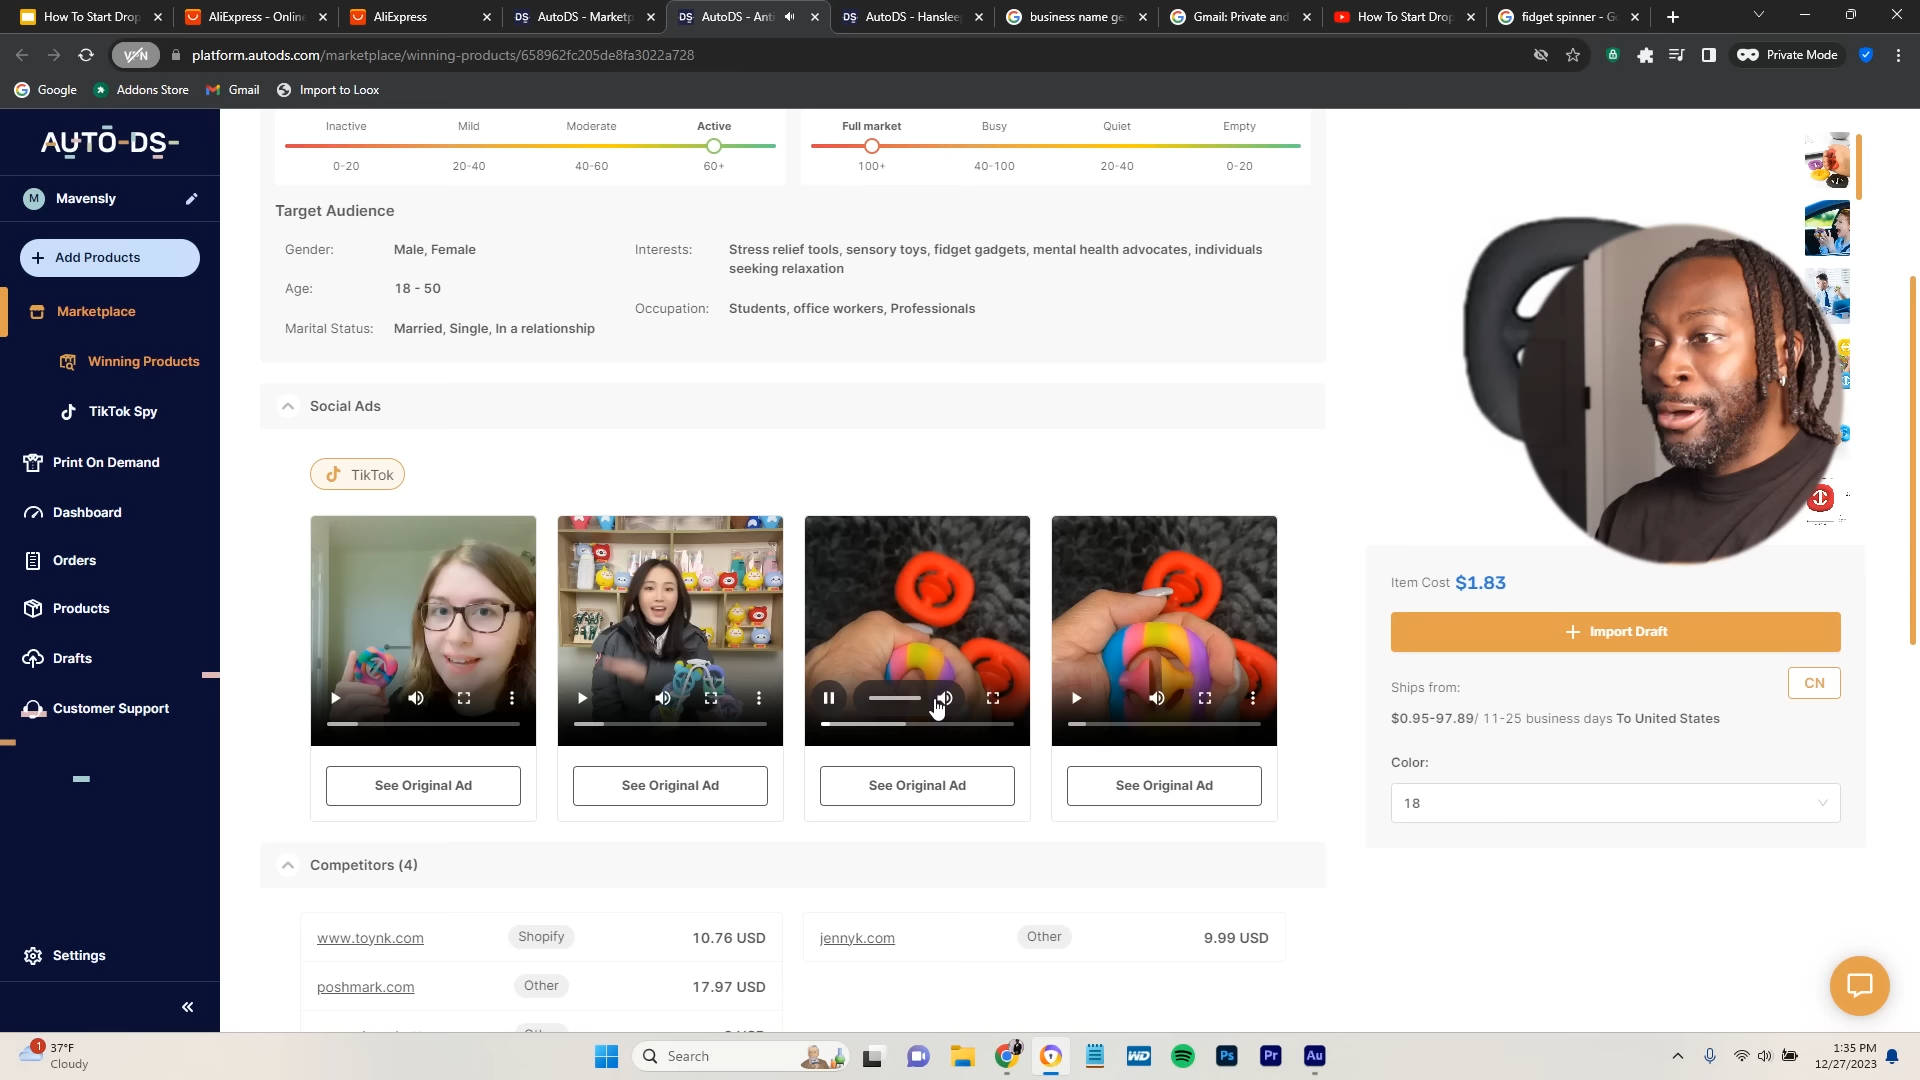 How To Start Drop
AliExpress - Online
AliExpress
AutoDS - Marketp
AutoDS - Anti
AutoDS - Hanslee
business name ge
Gmail: Private and
How To Start Drop
fidget spinner - G
VPN
platform.autods.com/marketplace/winning-products/658962fc205de8fa3022a728
Private Mode
Google
Addons Store
Gmail
Import to Loox
AUTO-DS-
M
Mavensly
Add Products
Marketplace
Winning Products
TikTok Spy
Print On Demand
Dashboard
Orders
Products
Drafts
Customer Support
Settings
Inactive
Mild
Moderate
Active
0-20
20-40
40-60
60+
Full market
Busy
Quiet
Empty
100+
40-100
20-40
0-20
Target Audience
Gender:
Male, Female
Age:
18 - 50
Marital Status:
Married, Single, In a relationship
Interests:
Stress relief tools, sensory toys, fidget gadgets, mental health advocates, individuals
seeking relaxation
Occupation:
Students, office workers, Professionals
Social Ads
TikTok
See Original Ad
See Original Ad
See Original Ad
See Original Ad
Competitors (4)
www.toynk.com
Shopify
10.76 USD
jennyk.com
Other
9.99 USD
poshmark.com
Other
17.97 USD
Item Cost $1.83
Import Draft
Ships from:
CN
$0.95-97.89/ 11-25 business days To United States
Color:
18
1
37°F
Cloudy
Search
WD
Ps
Pr
Au
1:35 PM
12/27/2023